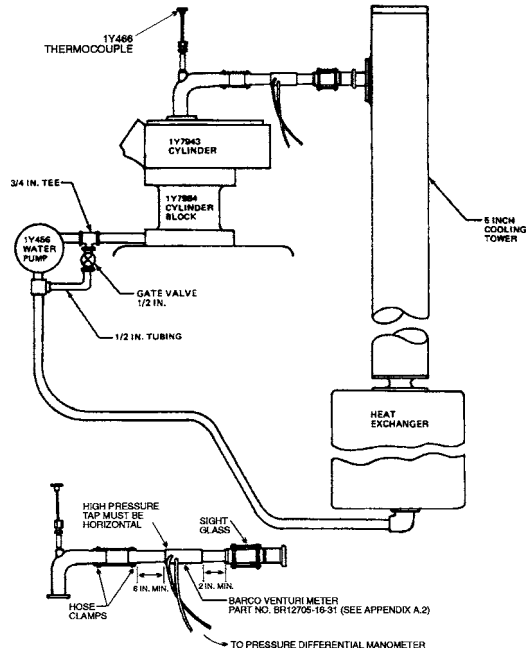 1Y466
THERMOCOUPLE
1Y7943
CYLINDER
3/4 IN. TEE
1Y7984
CYLINDER
BLOCK
1Y456
WATER
PUMP
6 INCH
COOLING
TOWER
GATE VALVE
1/2 IN.
1/2 IN. TUBING
HEAT
EXCHANGER
HIGH PRESSURE
TAP MUST BE
HORIZONTAL
SIGHT
GLASS
HOSE
CLAMPS
6 IN. MIN.
2 IN. MIN.
BARCO VENTURI METER
PART NO. BR12705-16-31 (SEE APPENDIX A.2)
TO PRESSURE DIFFERENTIAL MANOMETER